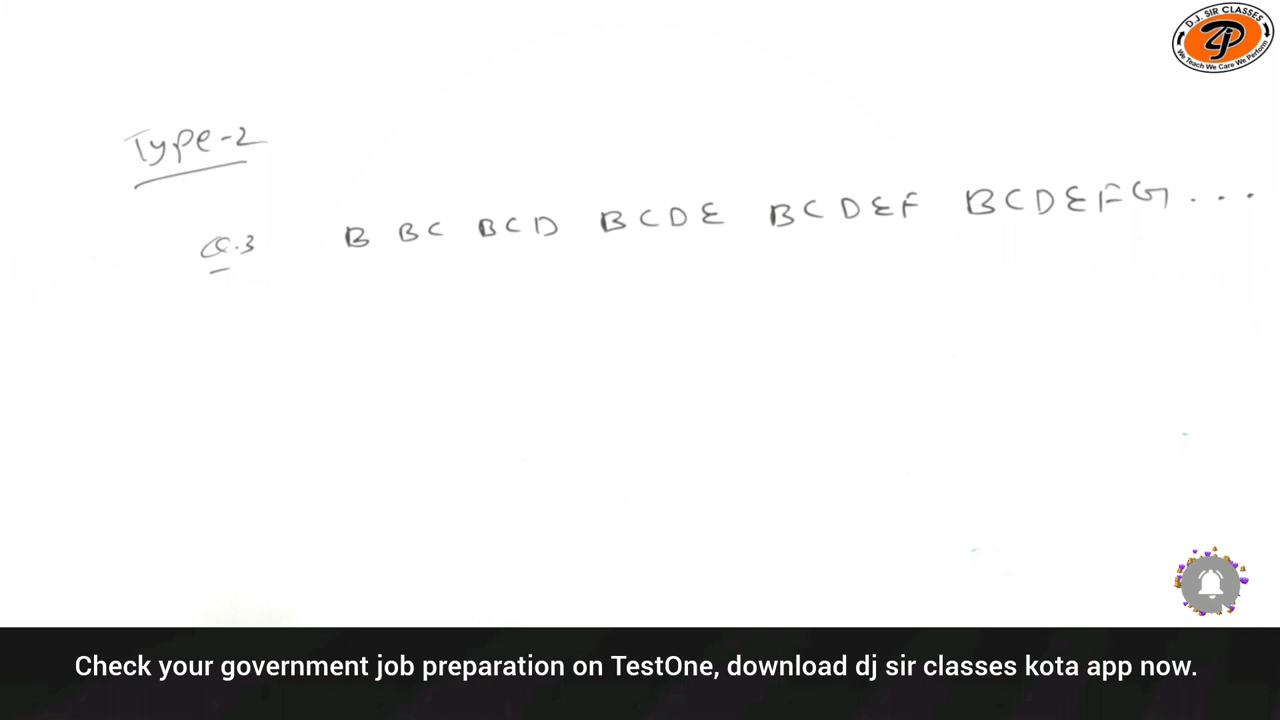 D.J. SIR CLASSES
We Teach We Care We Perform
Type-2
Q.3 B BC BCD BCDE BCDEF BCDEFG...
Check your government job preparation on TestOne, download dj sir classes kota app now.